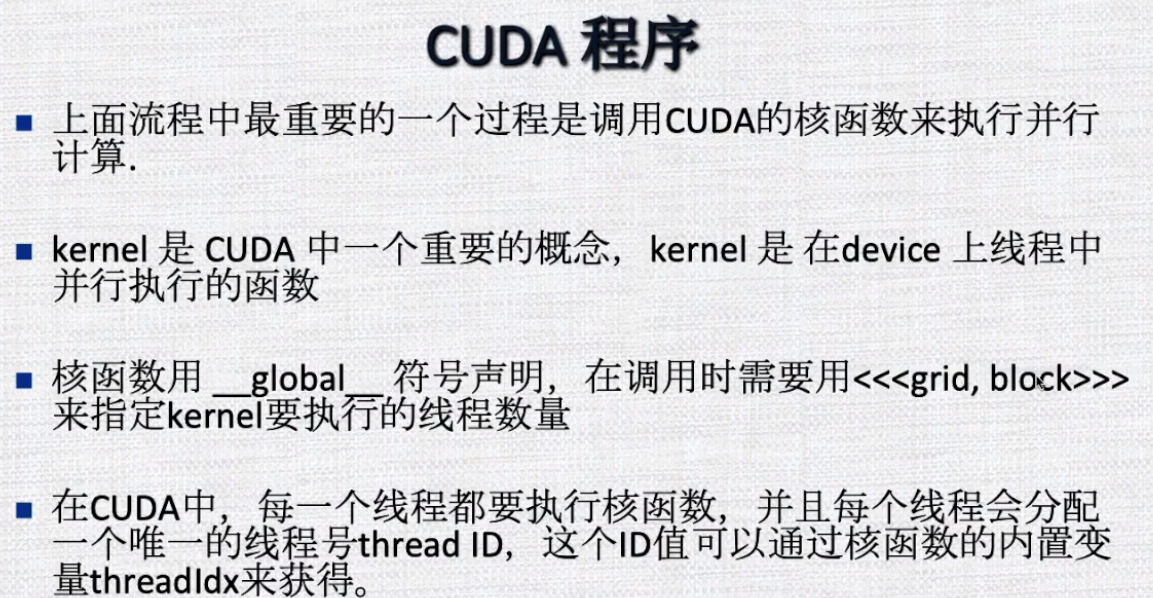 CUDA 程序
上面流程中最重要的一个过程是调用CUDA的核函数来执行并行
计算.
kernel 是 CUDA 中一个重要的概念，kernel 是 在device 上线程中
并行执行的函数
核函数用 __global__ 符号声明，在调用时需要用<<<grid, block>>>
来指定kernel要执行的线程数量
在CUDA中，每一个线程都要执行核函数，并且每个线程会分配
一个唯一的线程号thread ID，这个ID值可以通过核函数的内置变
量threadIdx来获得。